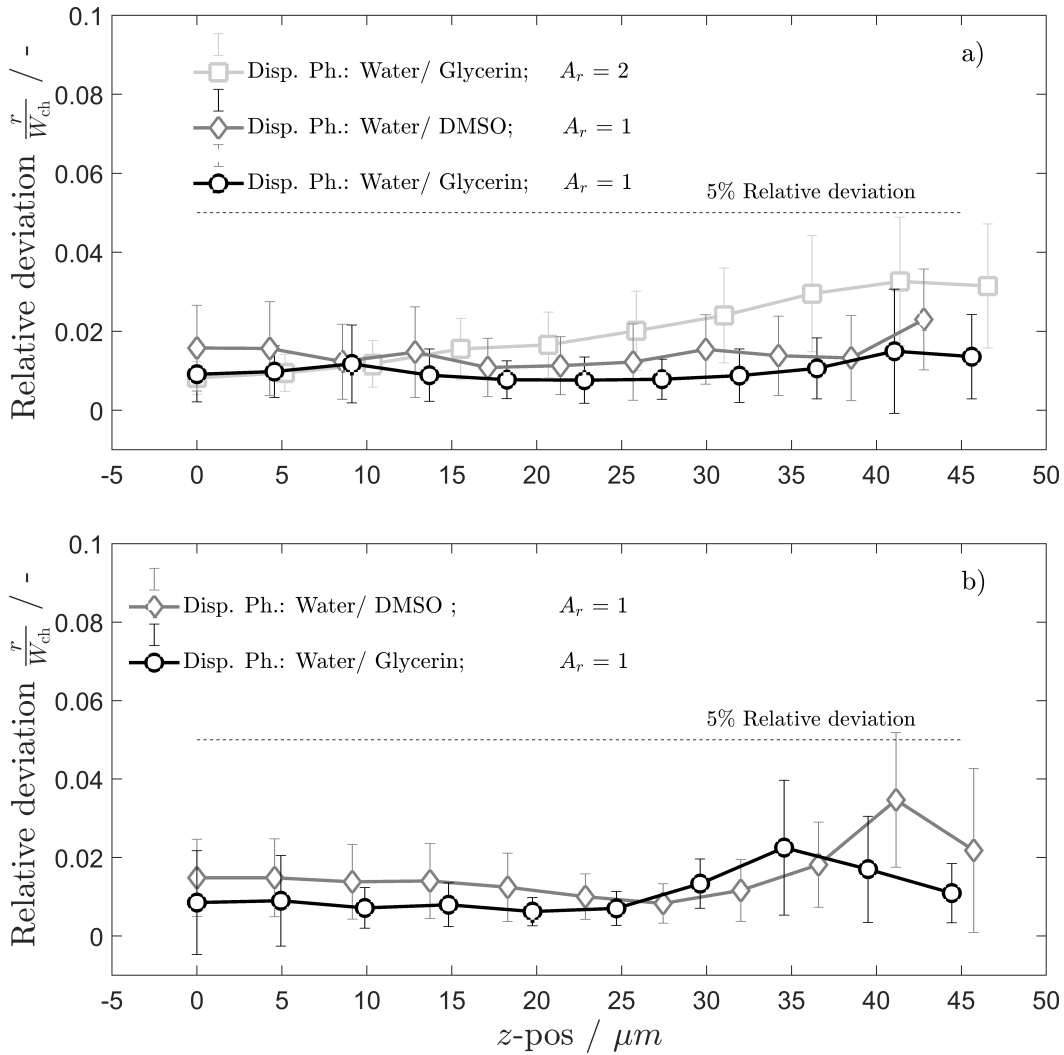 0.1
a)
Disp. Ph.: Water/ Glycerin; A_r = 2
0.08
Disp. Ph.: Water/ DMSO; A_r = 1
Disp. Ph.: Water/ Glycerin; A_r = 1
0.06
5% Relative deviation
0.04
0.02
0
Relative deviation r/W_ch / -
-5 0 5 10 15 20 25 30 35 40 45 50
0.1
b)
Disp. Ph.: Water/ DMSO ; A_r = 1
0.08
Disp. Ph.: Water/ Glycerin; A_r = 1
0.06
5% Relative deviation
0.04
0.02
0
Relative deviation r/W_ch / -
-5 0 5 10 15 20 25 30 35 40 45 50
z-pos / μm